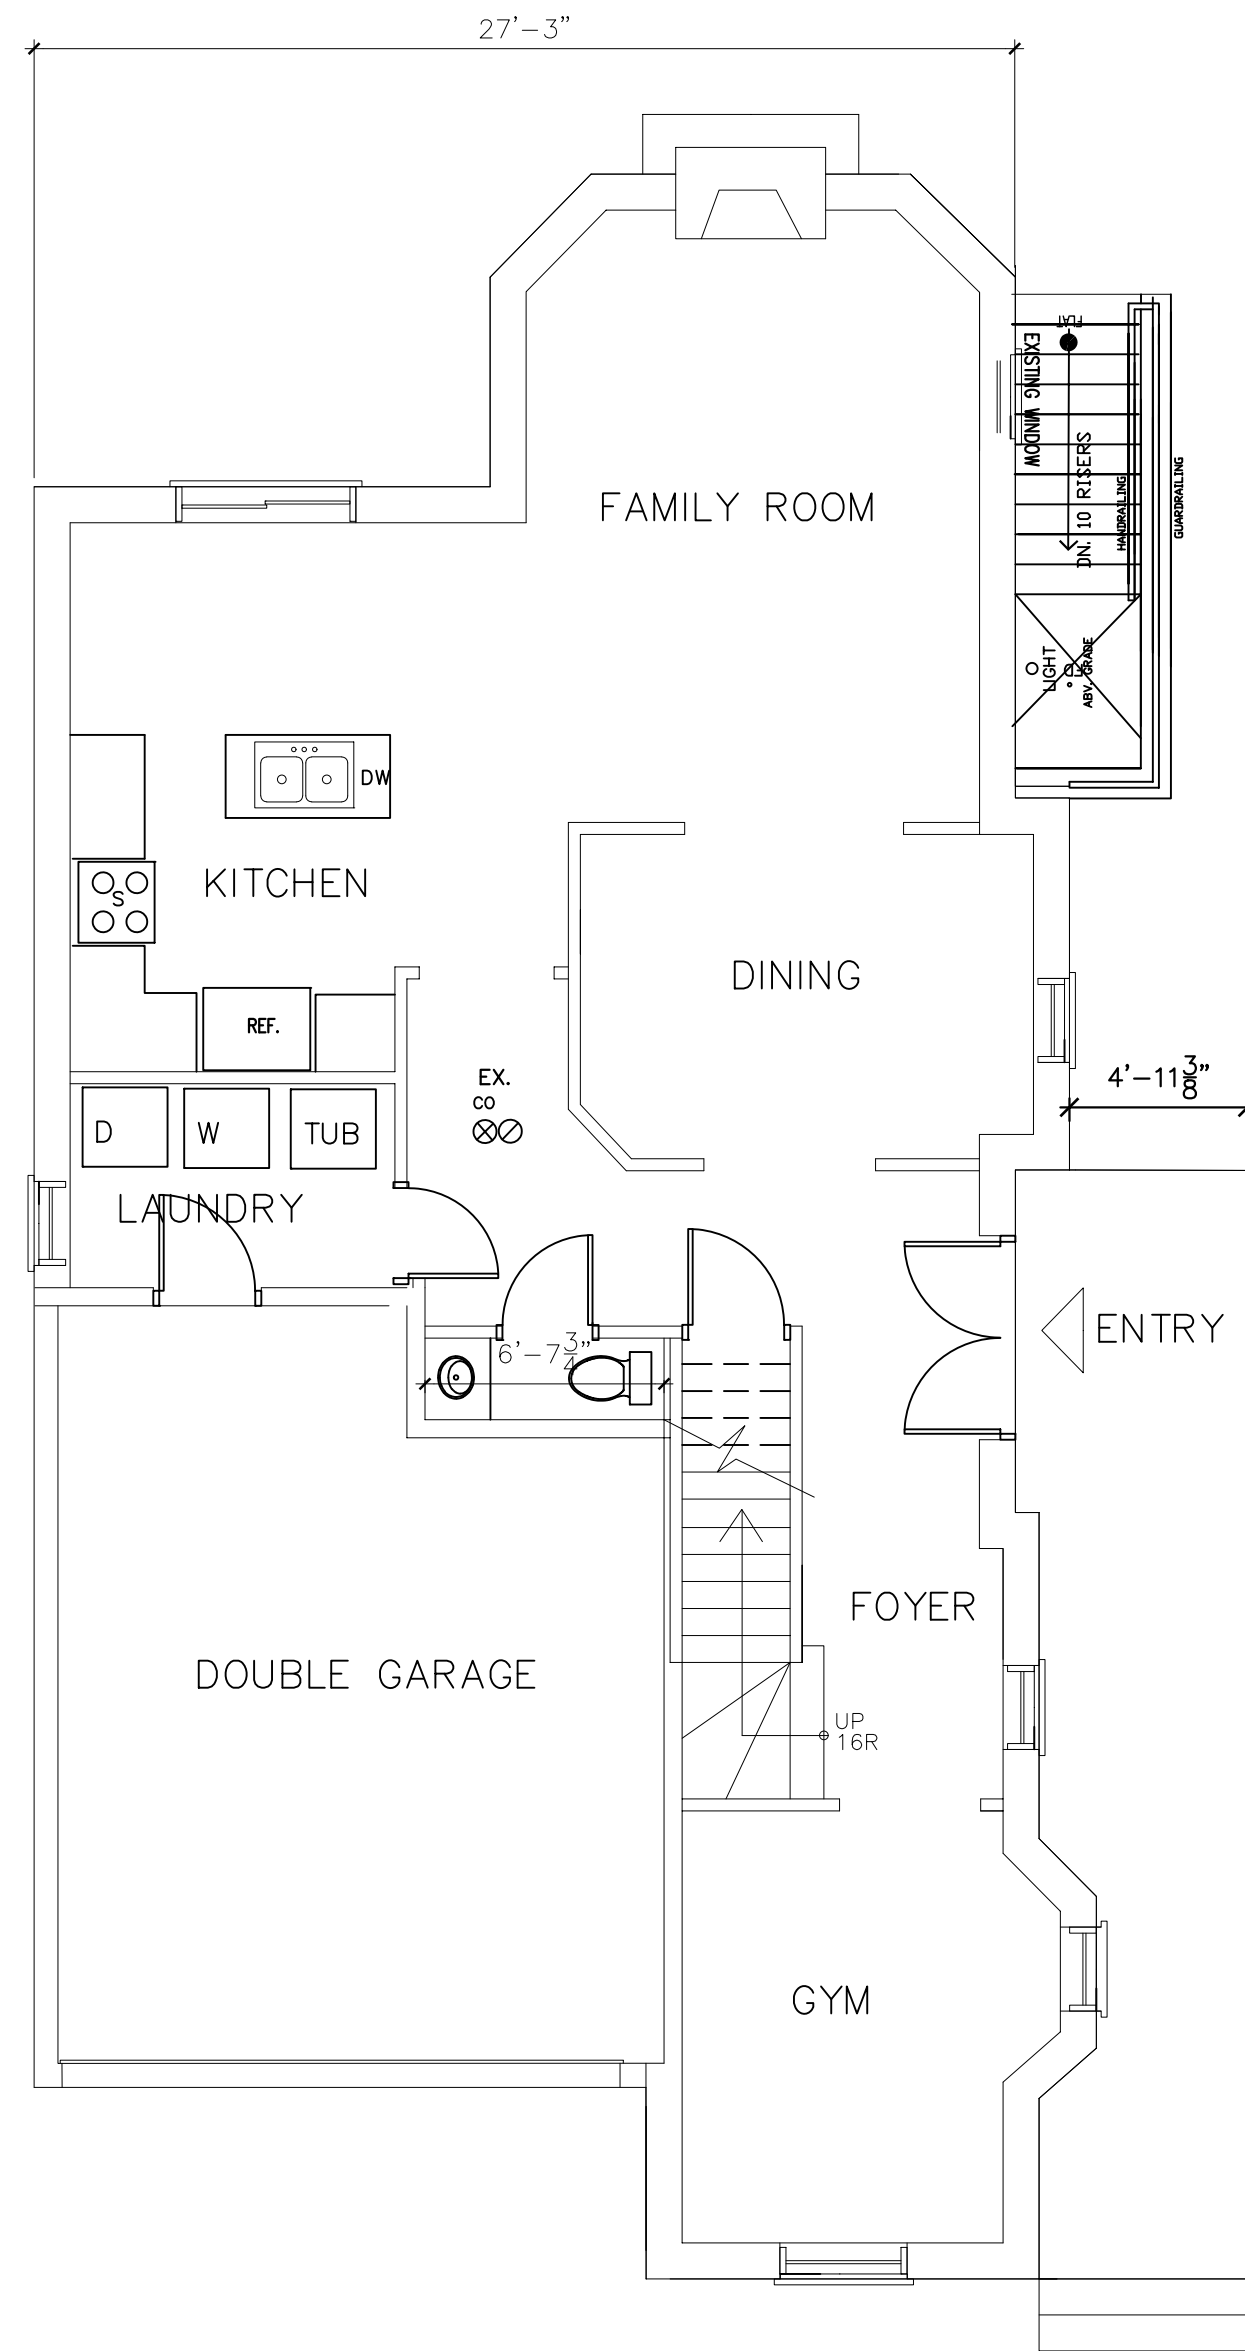 27'-3"
FLAT
EXISTING WINDOW
DN. 10 RISERS
HANDRAILING
GUARDRAILING
FAMILY ROOM
LIGHT
ABV. GRADE
DW
KITCHEN
S
DINING
REF.
EX.
CO
4'-11 3/8"
D
W
TUB
LAUNDRY
ENTRY
6'-7 3/4"
FOYER
DOUBLE GARAGE
UP
16R
GYM